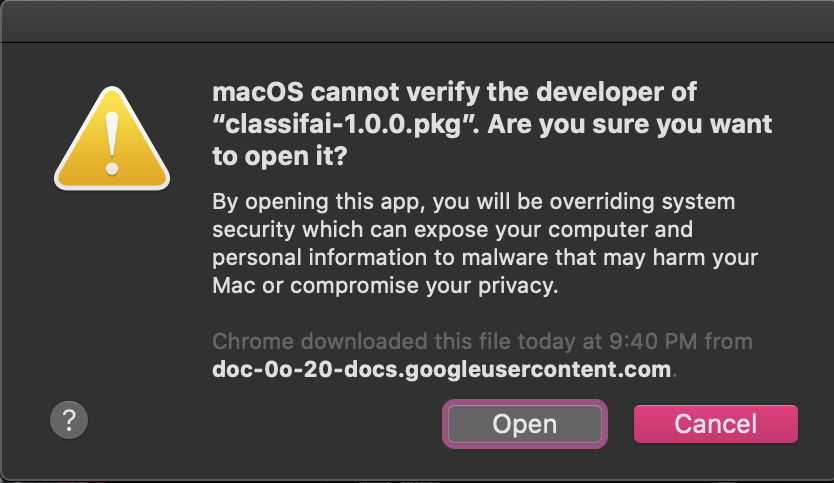 macOS cannot verify the developer of
“classifai-1.0.0.pkg”. Are you sure you want
to open it?
By opening this app, you will be overriding system
security which can expose your computer and
personal information to malware that may harm your
Mac or compromise your privacy.
Chrome downloaded this file today at 9:40 PM from
doc-0o-20-docs.googleusercontent.com.
?
Open
Cancel